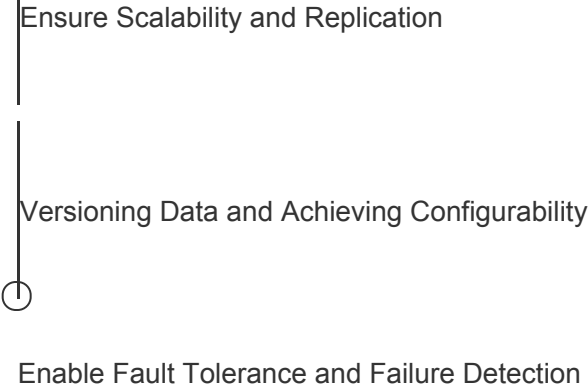 Ensure Scalability and Replication
Versioning Data and Achieving Configurability
Enable Fault Tolerance and Failure Detection